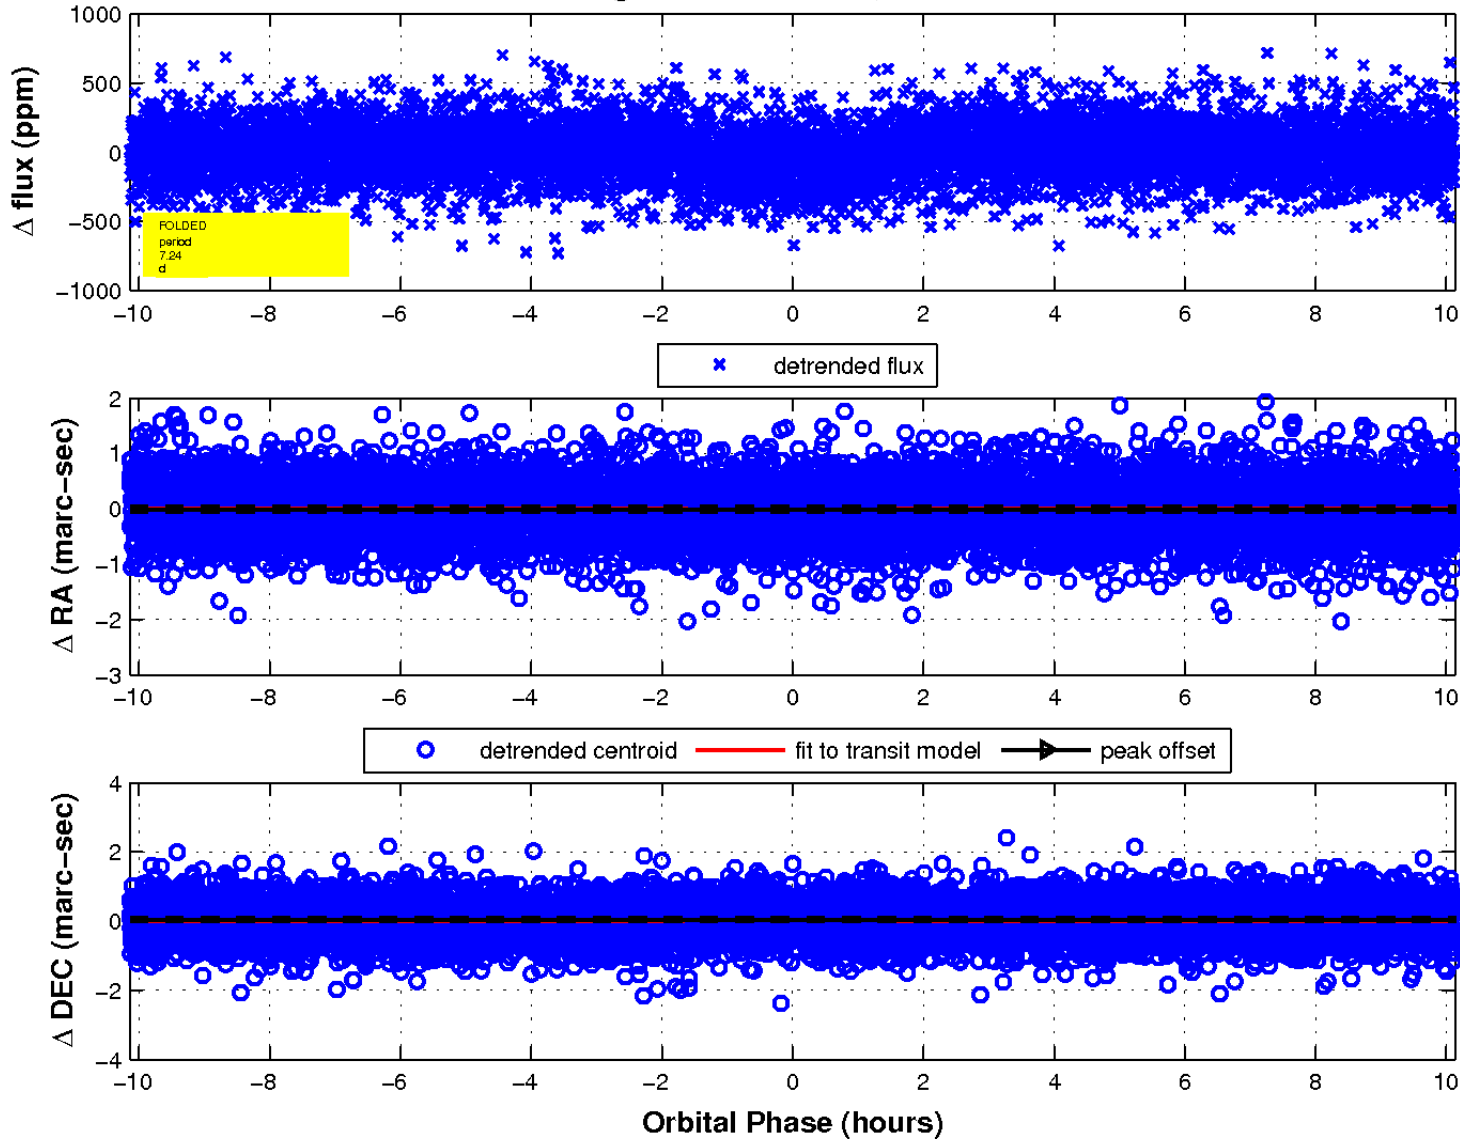 1000
500
0
−500
−1000
Δ flux (ppm)
FOLDED
period
7.24
d
−10 −8 −6 −4 −2 0 2 4 6 8 10
detrended flux
2
1
0
−1
−2
−3
Δ RA (marc−sec)
−10 −8 −6 −4 −2 0 2 4 6 8 10
detrended centroid fit to transit model peak offset
4
2
0
−2
−4
Δ DEC (marc−sec)
−10 −8 −6 −4 −2 0 2 4 6 8 10
Orbital Phase (hours)